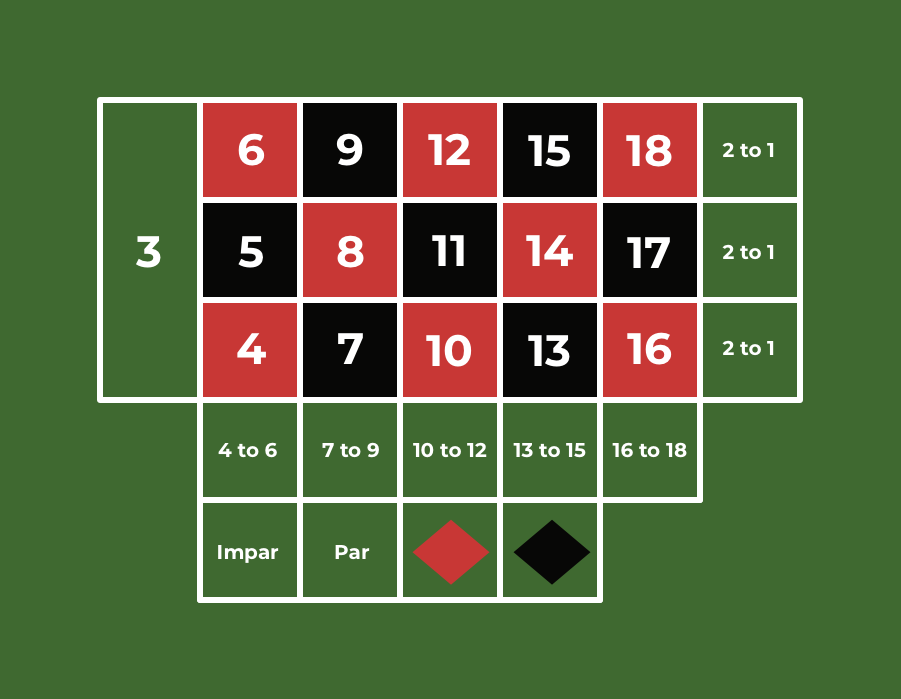 6 9 12 15 18 2 to 1
3 5 8 11 14 17 2 to 1
4 7 10 13 16 2 to 1
4 to 6 7 to 9 10 to 12 13 to 15 16 to 18
Impar Par